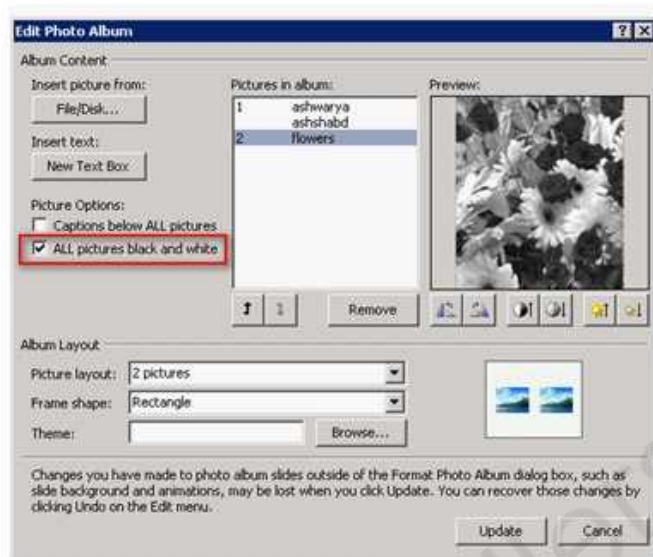 Edit Photo Album
Album Content
Insert picture from:
File/Disk...
Insert text:
New Text Box
Picture Options:
Captions below ALL pictures
ALL pictures black and white
Pictures in album:
1 ashwarya
ashshabd
2 flowers
Remove
Preview:
Album Layout
Picture layout: 2 pictures
Frame shape: Rectangle
Theme:
Browse...
Changes you have made to photo album slides outside of the Format Photo Album dialog box, such as
slide background and animations, may be lost when you click Update. You can recover those changes by
clicking Undo on the Edit menu.
Update Cancel